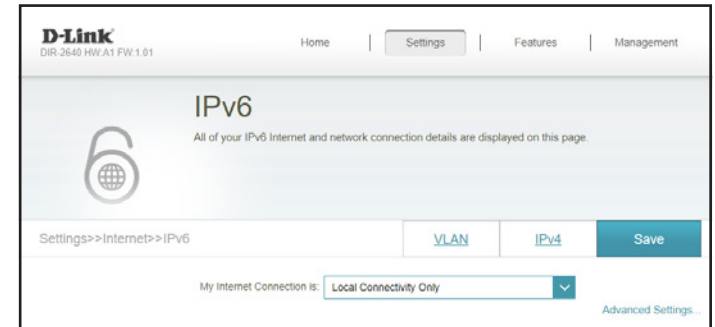 D-Link
DIR-2640 HW:A1 FW:1.01
Home | Settings | Features | Management
IPv6
All of your IPv6 Internet and network connection details are displayed on this page.
Settings>>Internet>>IPv6
VLAN
IPv4
Save
My Internet Connection is: Local Connectivity Only
Advanced Settings...